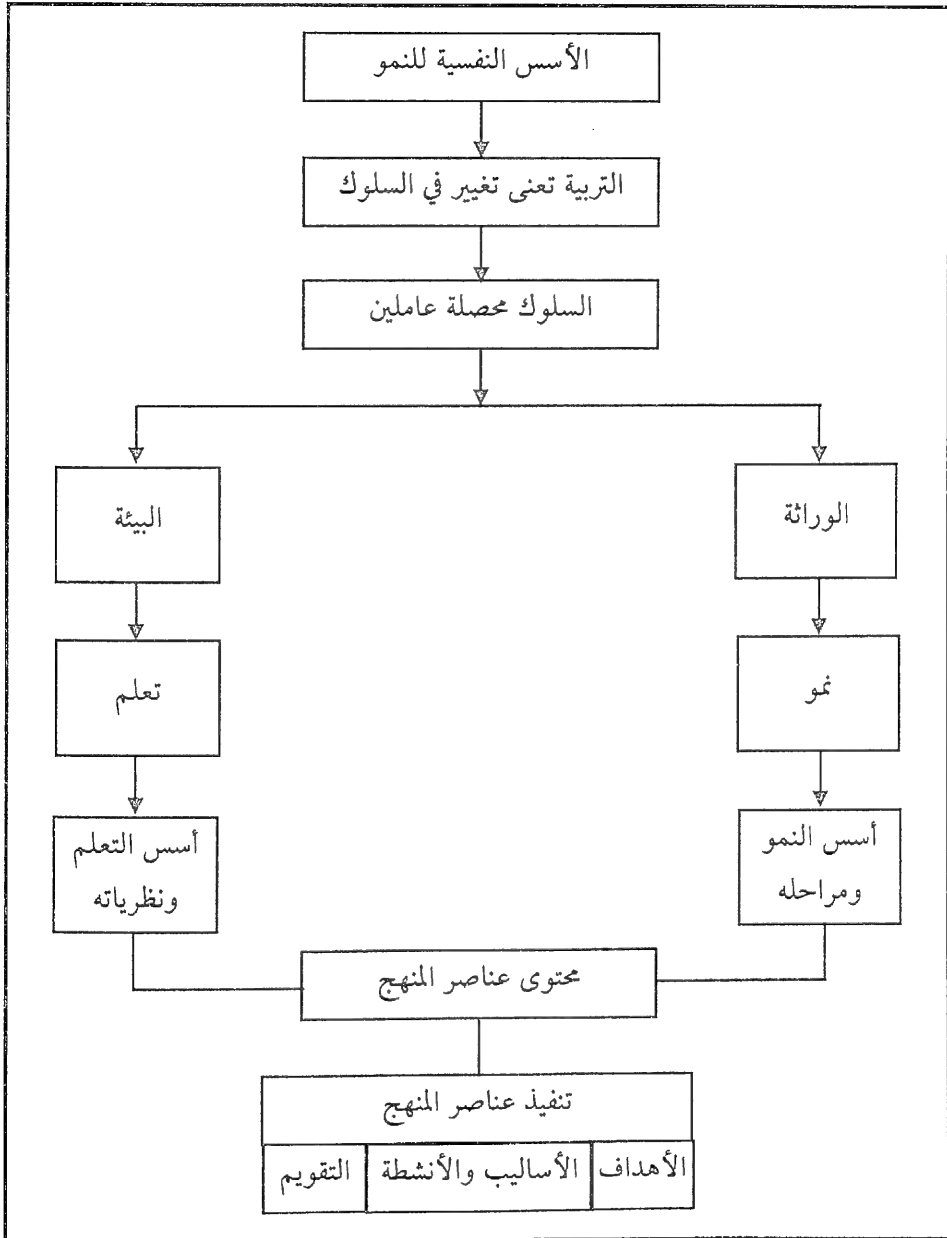 الأسس النفسية للنمو
التربية تعنى تغيير في السلوك
السلوك محصلة عاملين
الوراثة
البيئة
نمو
تعلم
أسس النمو
ومراحله
أسس التعلم
ونظرياته
محتوى عناصر المنهج
تنفيذ عناصر المنهج
الأهداف
الأساليب والأنشطة
التقويم